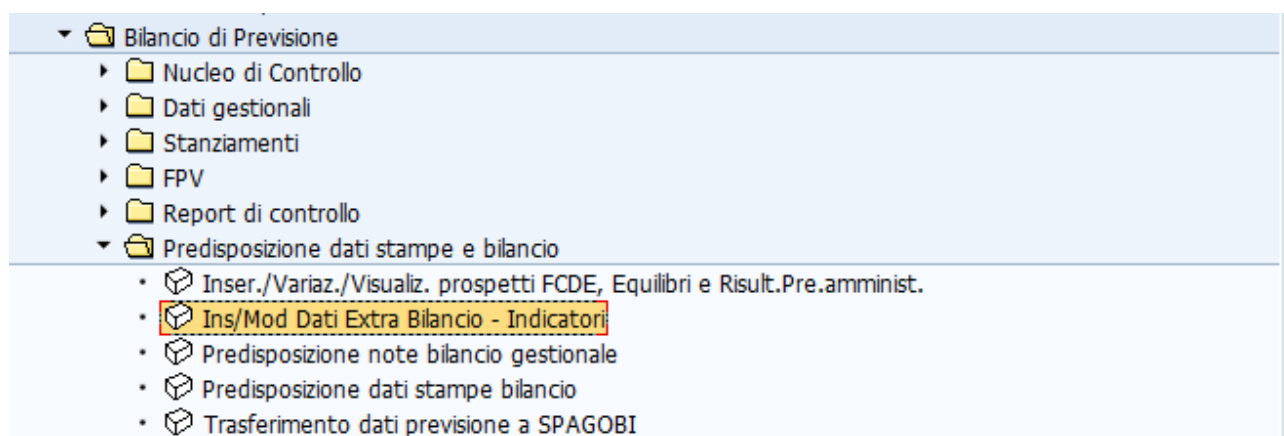 Bilancio di Previsione
Nucleo di Controllo
Dati gestionali
Stanziamenti
FPV
Report di controllo
Predisposizione dati stampe e bilancio
Inser./Variaz./Visualiz. prospetti FCDE, Equilibri e Risult.Pre.amminist.
Ins/Mod Dati Extra Bilancio - Indicatori
Predisposizione note bilancio gestionale
Predisposizione dati stampe bilancio
Trasferimento dati previsione a SPAGOBI